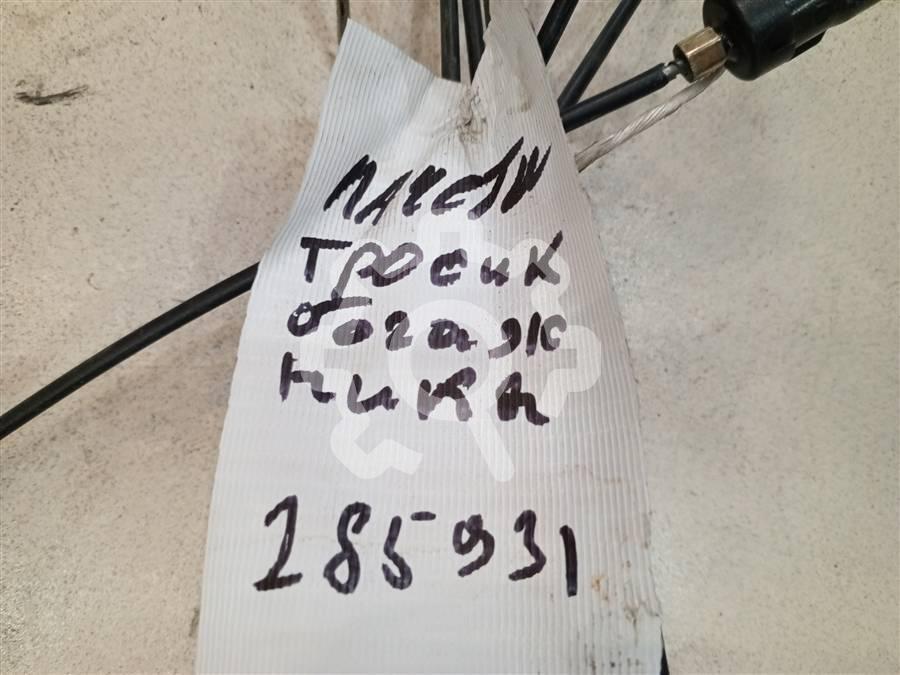 Тросик
багаж
ника
285931